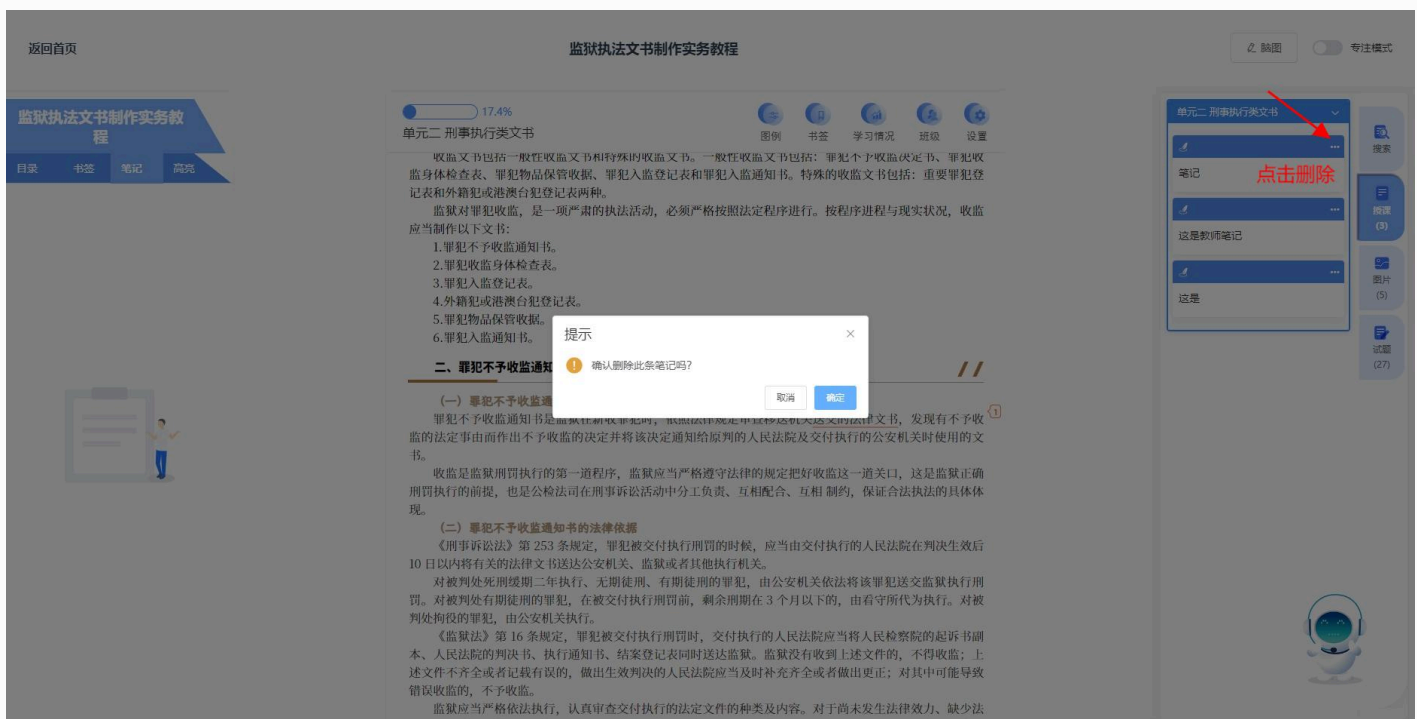 返回首页
监狱执法文书制作实务教程
脑图
专注模式
监狱执法文书制作实务教
程
目录
书签
笔记
高亮
17.4%
单元二 刑事执行类文书
图例
书签
学习情况
班级
设置
收监文书包括一般性收监文书和特殊的收监文书。一般性收监文书包括：罪犯不予收监决定书、罪犯收
监身体检查表、罪犯物品保管收据、罪犯入监登记表和罪犯入监通知书。特殊的收监文书包括：重要罪犯登
记表和外籍犯或港澳台犯登记表两种。
监狱对罪犯收监，是一项严肃的执法活动，必须严格按照法定程序进行。按程序进程与现实状况，收监
应当制作以下文书：
1.罪犯不予收监通知书。
2.罪犯收监身体检查表。
3.罪犯入监登记表。
4.外籍犯或港澳台犯登记表。
5.罪犯物品保管收据。
6.罪犯入监通知书。
二、罪犯不予收监通知
（一）罪犯不予收监通
罪犯不予收监通知书是监狱在新收罪犯时，依照法律规定审查移送机关送交的法律文书，发现有不予收
1
监的法定事由而作出不予收监的决定并将该决定通知给原判的人民法院及交付执行的公安机关时使用的文
书。
收监是监狱刑罚执行的第一道程序，监狱应当严格遵守法律的规定把好收监这一道关口，这是监狱正确
刑罚执行的前提，也是公检法司在刑事诉讼活动中分工负责、互相配合、互相 制约，保证合法执法的具体体
现。
（二）罪犯不予收监通知书的法律依据
《刑事诉讼法》第 253 条规定，罪犯被交付执行刑罚的时候，应当由交付执行的人民法院在判决生效后
10 日以内将有关的法律文书送达公安机关、监狱或者其他执行机关。
对被判处死刑缓期二年执行、无期徒刑、有期徒刑的罪犯，由公安机关依法将该罪犯送交监狱执行刑
罚。对被判处有期徒刑的罪犯，在被交付执行刑罚前，剩余刑期在 3 个月以下的，由看守所代为执行。对被
判处拘役的罪犯，由公安机关执行。
《监狱法》第 16 条规定，罪犯被交付执行刑罚时，交付执行的人民法院应当将人民检察院的起诉书副
本、人民法院的判决书、执行通知书、结案登记表同时送达监狱。监狱没有收到上述文件的，不得收监；上
述文件不齐全或者记载有误的，做出生效判决的人民法院应当及时补充齐全或者做出更正；对其中可能导致
错误收监的，不予收监。
监狱应当严格依法执行，认真审查交付执行的法定文件的种类及内容。对于尚未发生法律效力、缺少法
提示
确认删除此条笔记吗?
取消
确定
单元二 刑事执行类文书
笔记
点击删除
这是教师笔记
这是
搜索
授课
(3)
图片
(5)
试题
(27)